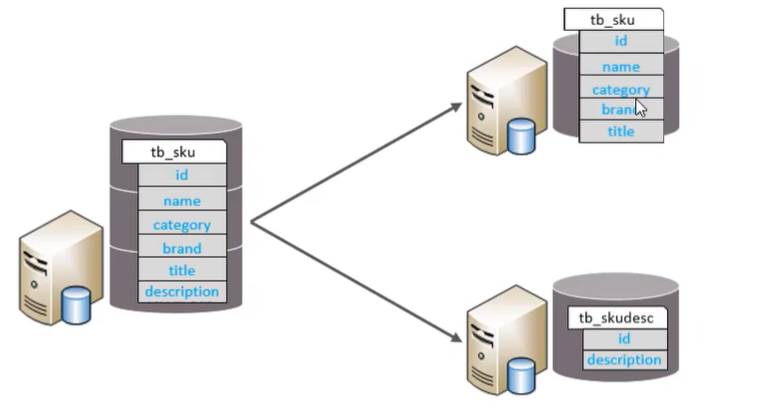 tb_sku
id
name
category
brand
title
description
tb_sku
id
name
category
brand
title
tb_skudesc
id
description